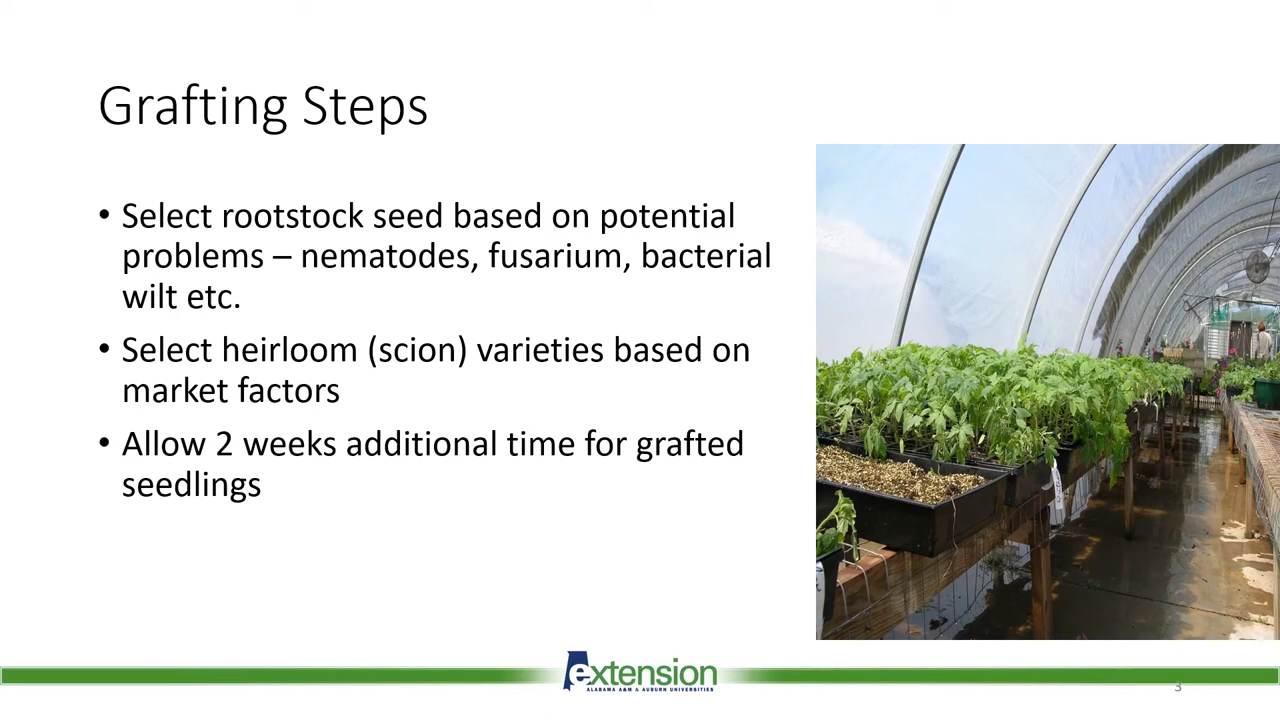 Grafting Steps
• Select rootstock seed based on potential
problems – nematodes, fusarium, bacterial
wilt etc.
• Select heirloom (scion) varieties based on
market factors
• Allow 2 weeks additional time for grafted
seedlings
extension
ALABAMA A&M & AUBURN UNIVERSITIES
3